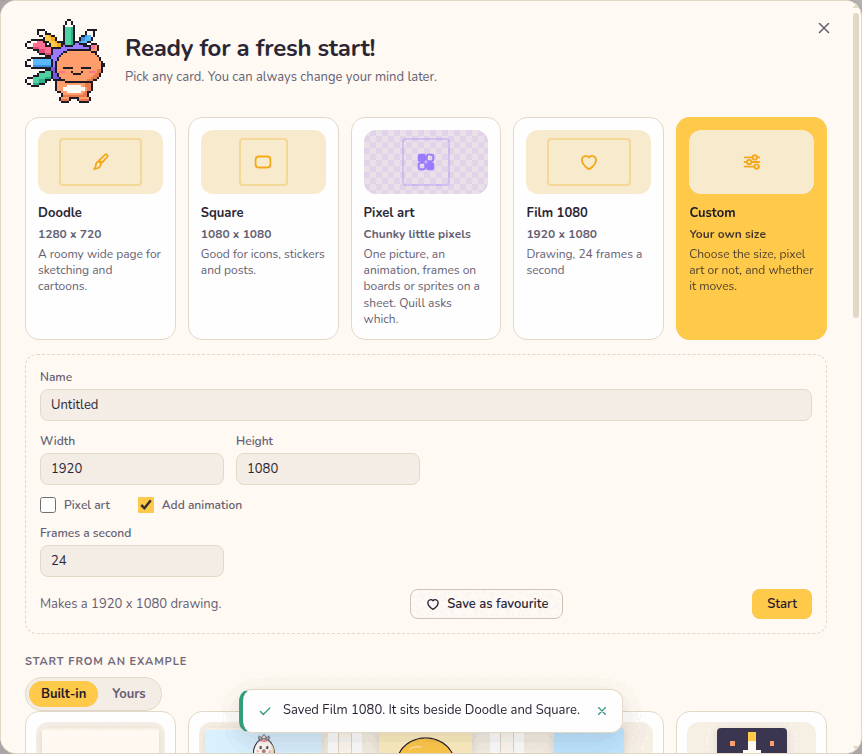 Ready for a fresh start!
Pick any card. You can always change your mind later.
Doodle
1280 x 720
A roomy wide page for
sketching and
cartoons.
Square
1080 x 1080
Good for icons, stickers
and posts.
Pixel art
Chunky little pixels
One picture, an
animation, frames on
boards or sprites on a
sheet. Quill asks
which.
Film 1080
1920 x 1080
Drawing, 24 frames a
second
Custom
Your own size
Choose the size, pixel
art or not, and whether
it moves.
Name
Untitled
Width
Height
1920
1080
Pixel art
Add animation
Frames a second
24
Makes a 1920 x 1080 drawing.
Save as favourite
Start
START FROM AN EXAMPLE
Built-in
Yours
Saved Film 1080. It sits beside Doodle and Square.